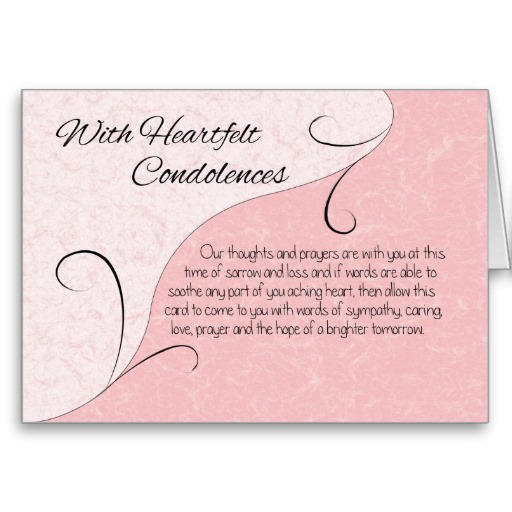 With Heartfelt
Condolences
Our thoughts and prayers are with you at this
time of sorrow and loss and if words are able to
soothe any part of you aching heart, then allow this
card to come to you with words of sympathy, caring,
love, prayer and the hope of a brighter tomorrow.